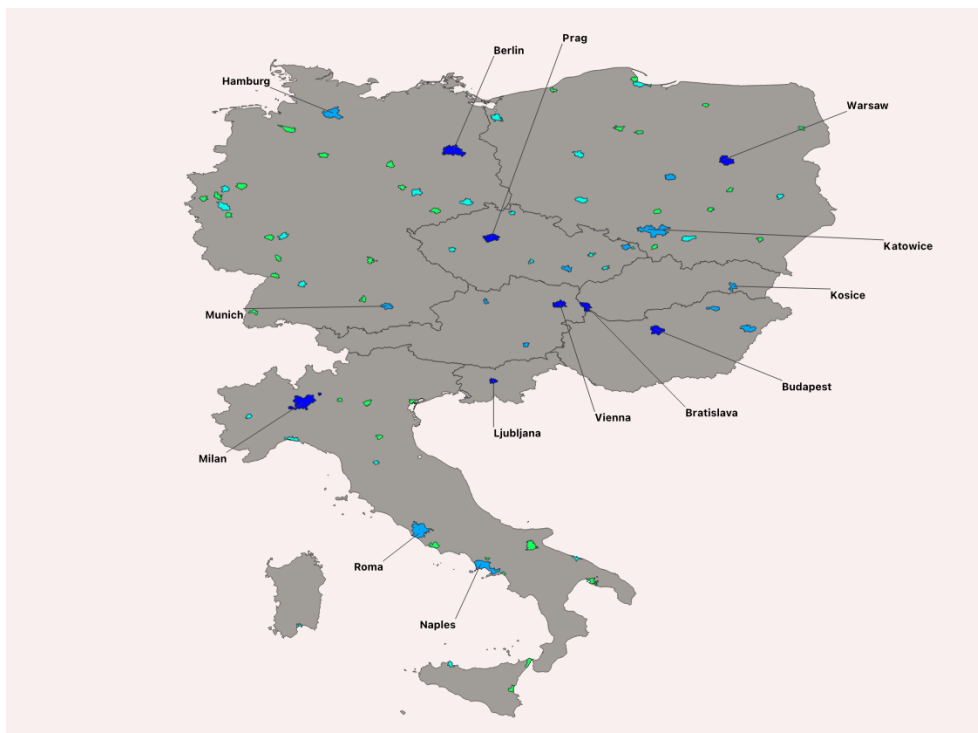 Prag
Berlin
Hamburg
Warsaw
Katowice
Kosice
Munich
Budapest
Bratislava
Vienna
Ljubljana
Milan
Roma
Naples